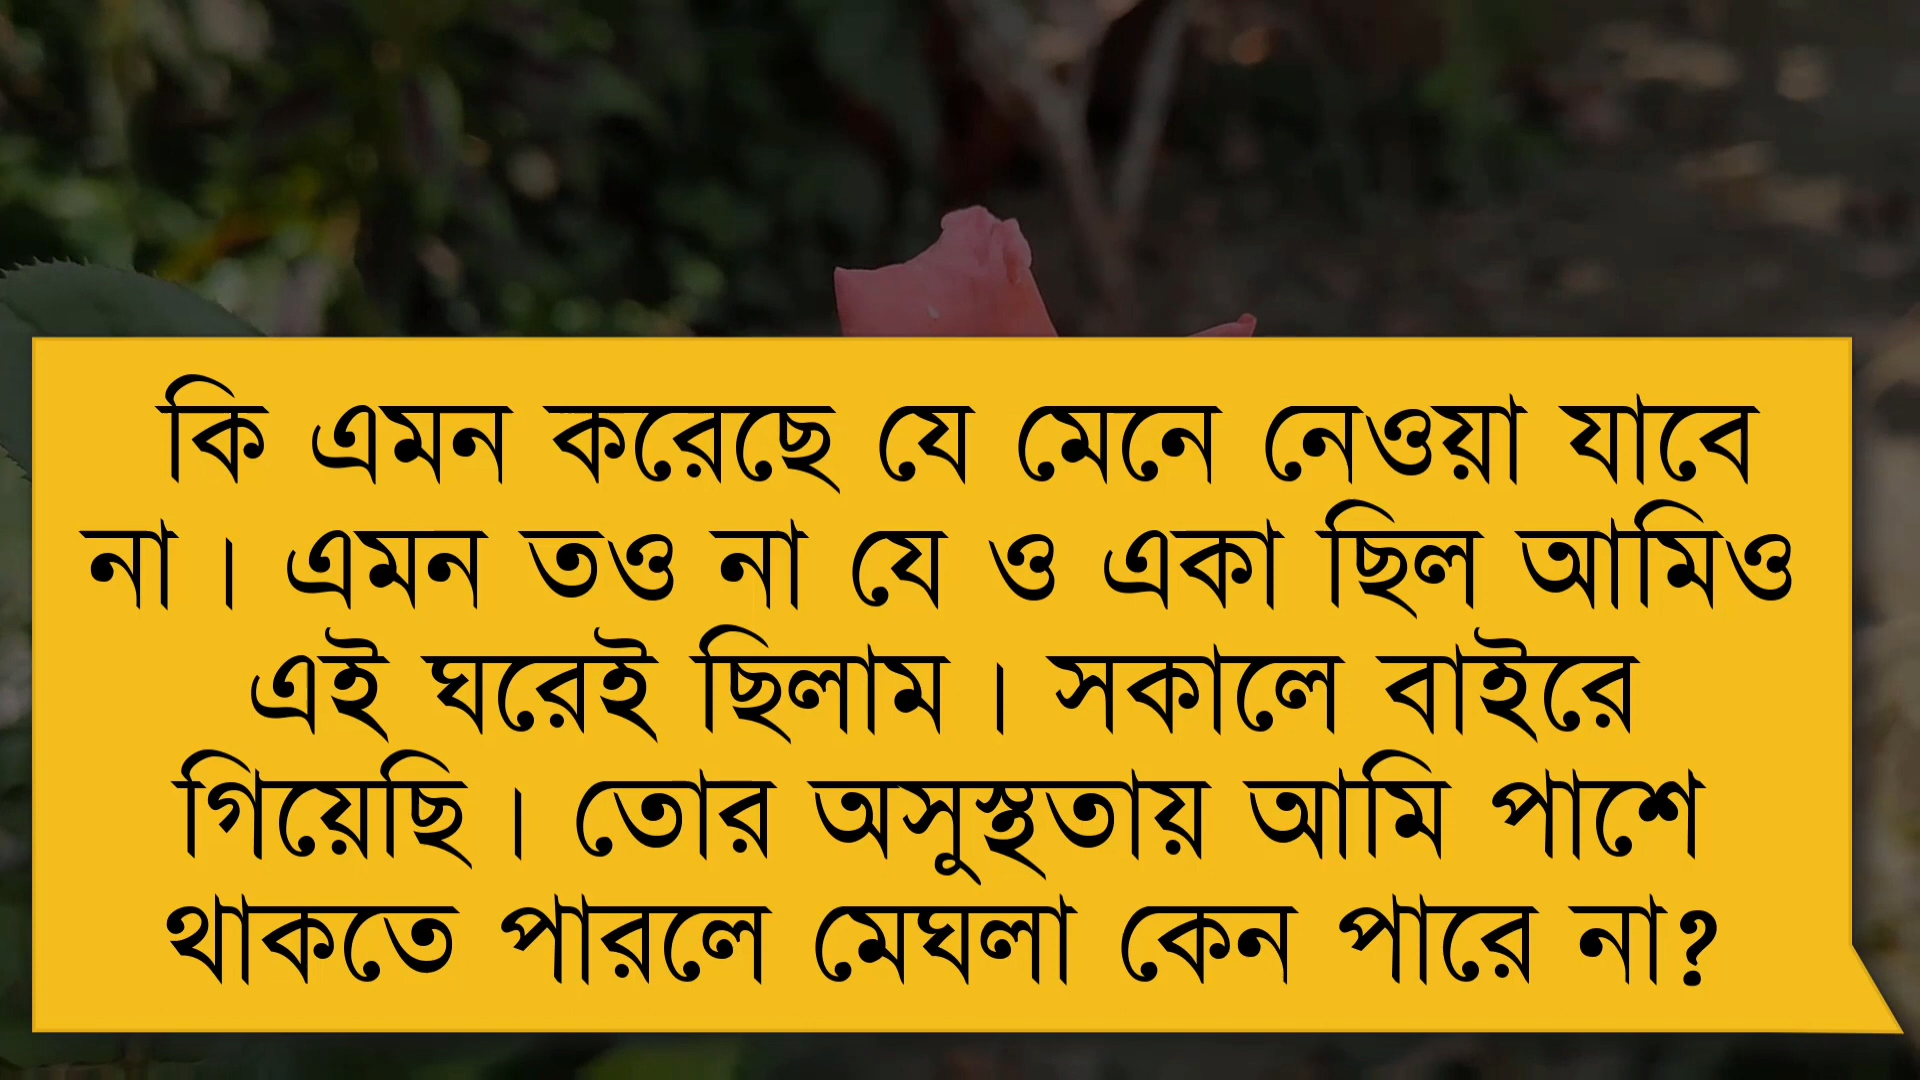 কি এমন করেছে যে মেনে নেওয়া যাবে
না। এমন তও না যে ও একা ছিল আমিও
এই ঘরেই ছিলাম। সকালে বাইরে
গিয়েছি। তোর অসুস্থতায় আমি পাশে
থাকতে পারলে মেঘলা কেন পারে না?